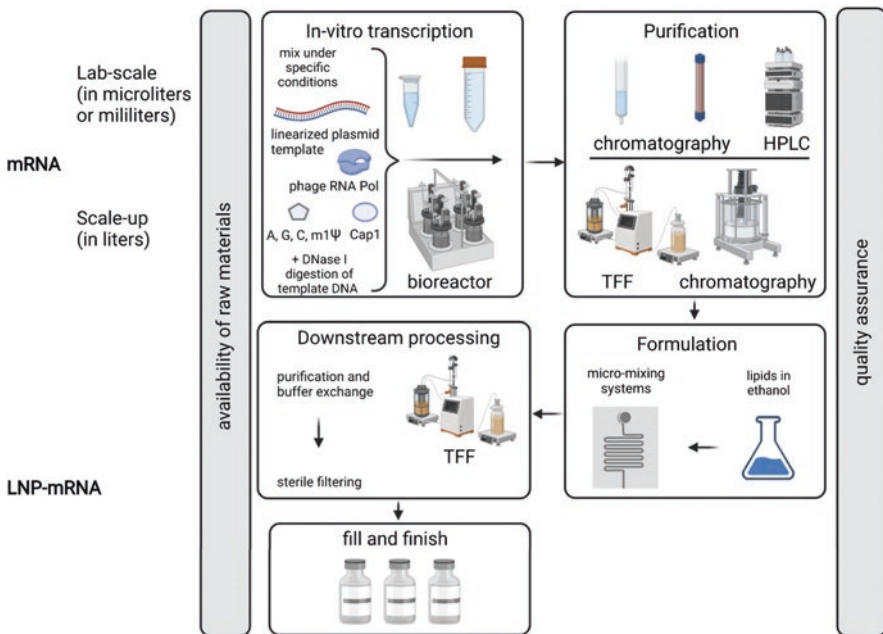 Lab-scale
(in microliters
or mililiters)
mRNA
Scale-up
(in liters)
LNP-mRNA
availability of raw materials
In-vitro transcription
mix under
specific
conditions
linearized plasmid
template
phage RNA Pol
A, G, C, m1Ψ Cap1
+ DNase I
digestion of
template DNA
bioreactor
Purification
chromatography HPLC
TFF chromatography
Formulation
micro-mixing
systems
lipids in
ethanol
Downstream processing
purification and
buffer exchange
TFF
sterile filtering
fill and finish
quality assurance